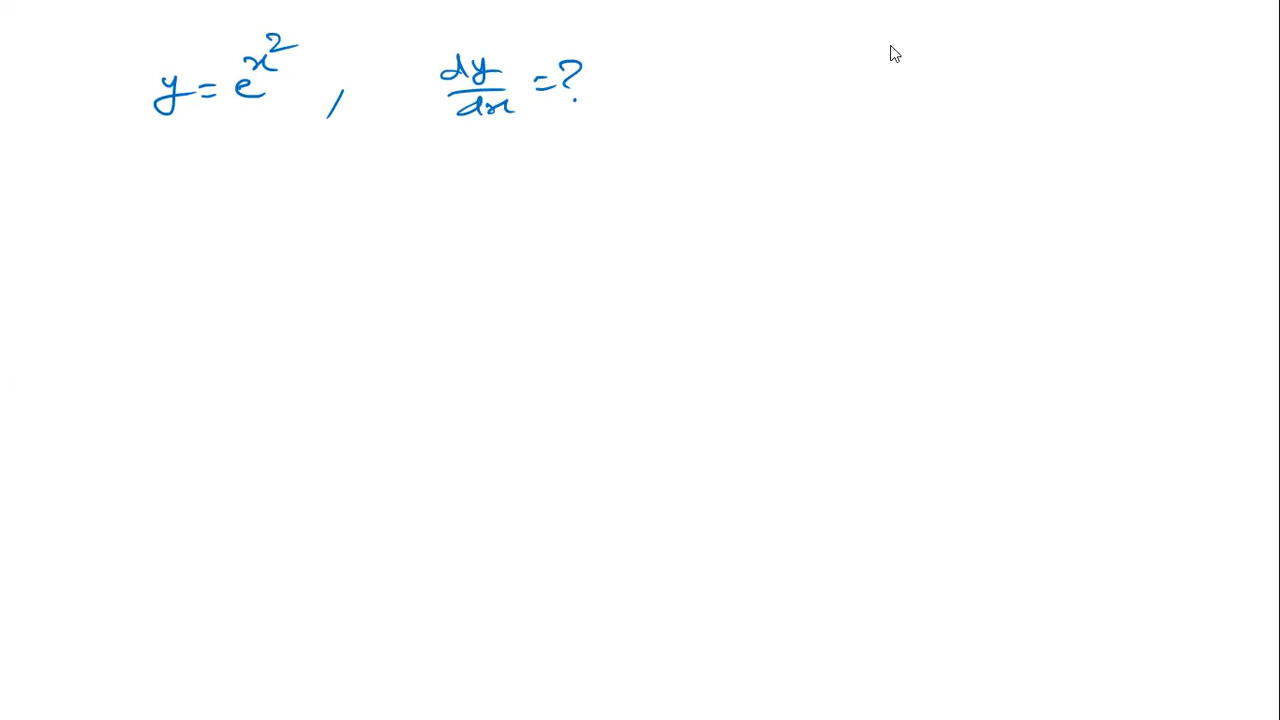 y = e^{x^2} , dy/dx = ?